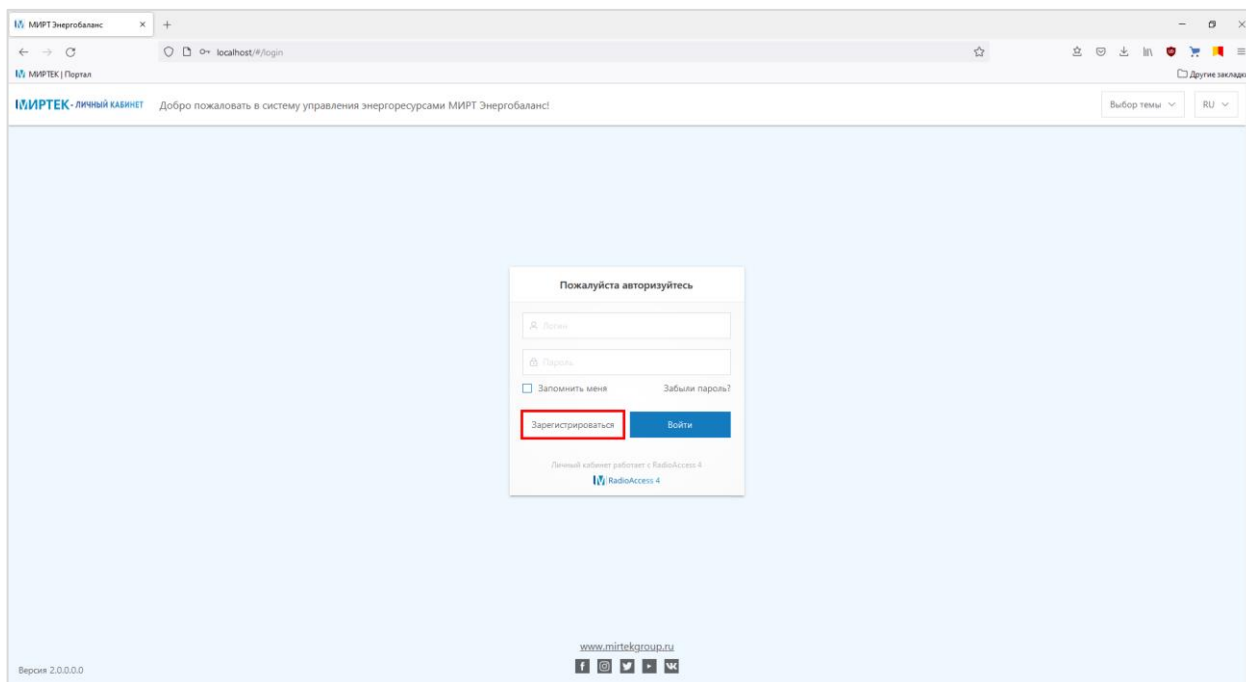 МИРТ Энергобаланс
localhost/#/login
МИРТЕК | Портал
Другие закладки
МИРТЕК - ЛИЧНЫЙ КАБИНЕТ Добро пожаловать в систему управления энергоресурсами МИРТ Энергобаланс! Выбор темы RU
Пожалуйста авторизуйтесь
Логин
Пароль
Запомнить меня Забыли пароль?
Зарегистрироваться Войти
Личный кабинет работает с RadioAccess 4
RadioAccess 4
www.mirtekgroup.ru
Версия 2.0.0.0.0